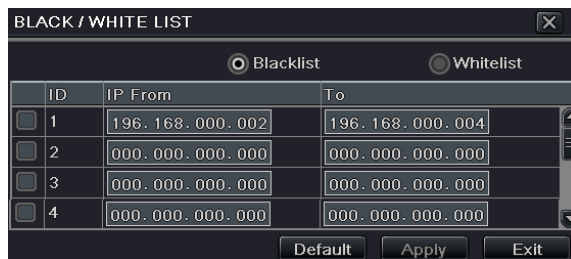 BLACK / WHITE LIST
Blacklist Whitelist
ID IP From To
1 196.168.000.002 196.168.000.004
2 000.000.000.000 000.000.000.000
3 000.000.000.000 000.000.000.000
4 000.000.000.000 000.000.000.000
Default Apply Exit